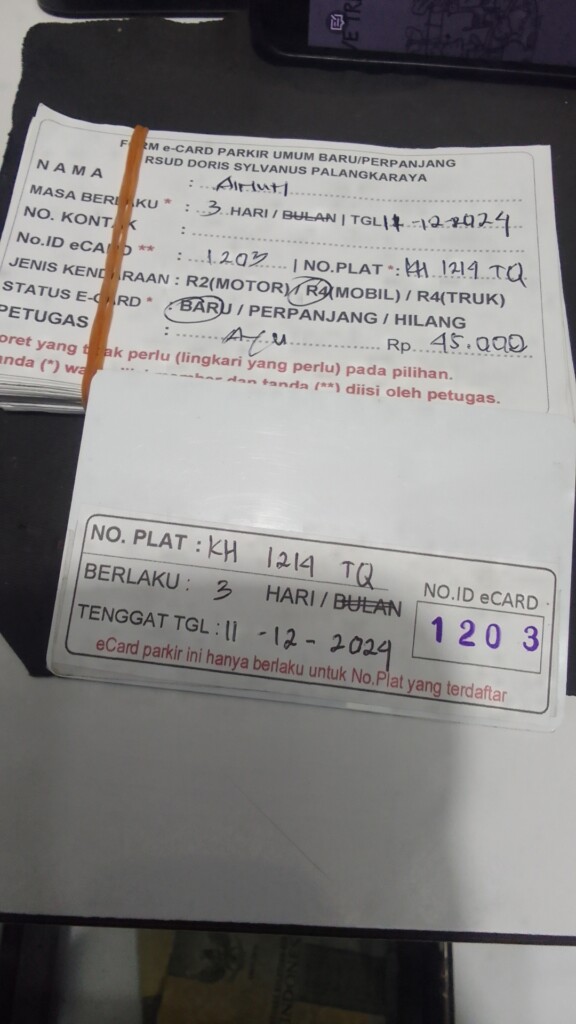 FORM e-CARD PARKIR UMUM BARU/PERPANJANG
RSUD DORIS SYLVANUS PALANGKARAYA
NAMA :
MASA BERLAKU * : 3 HARI / BULAN | TGL 11 -12-2024
NO. KONTAK :
No.ID eCARD ** : 1203 | NO.PLAT *: KH 1214 TQ
JENIS KENDARAAN : R2(MOTOR) / R4(MOBIL) / R4(TRUK)
STATUS E-CARD * : BARU / PERPANJANG / HILANG
PETUGAS : Rp 45.000
oret yang tidak perlu (lingkari yang perlu) pada pilihan.
anda (*) dan tanda (**) diisi oleh petugas.
NO. PLAT : KH 1214 TQ
BERLAKU : 3 HARI / BULAN
NO.ID eCARD
1203
TENGGAT TGL : 11 -12- 2024
eCard parkir ini hanya berlaku untuk No.Plat yang terdaftar